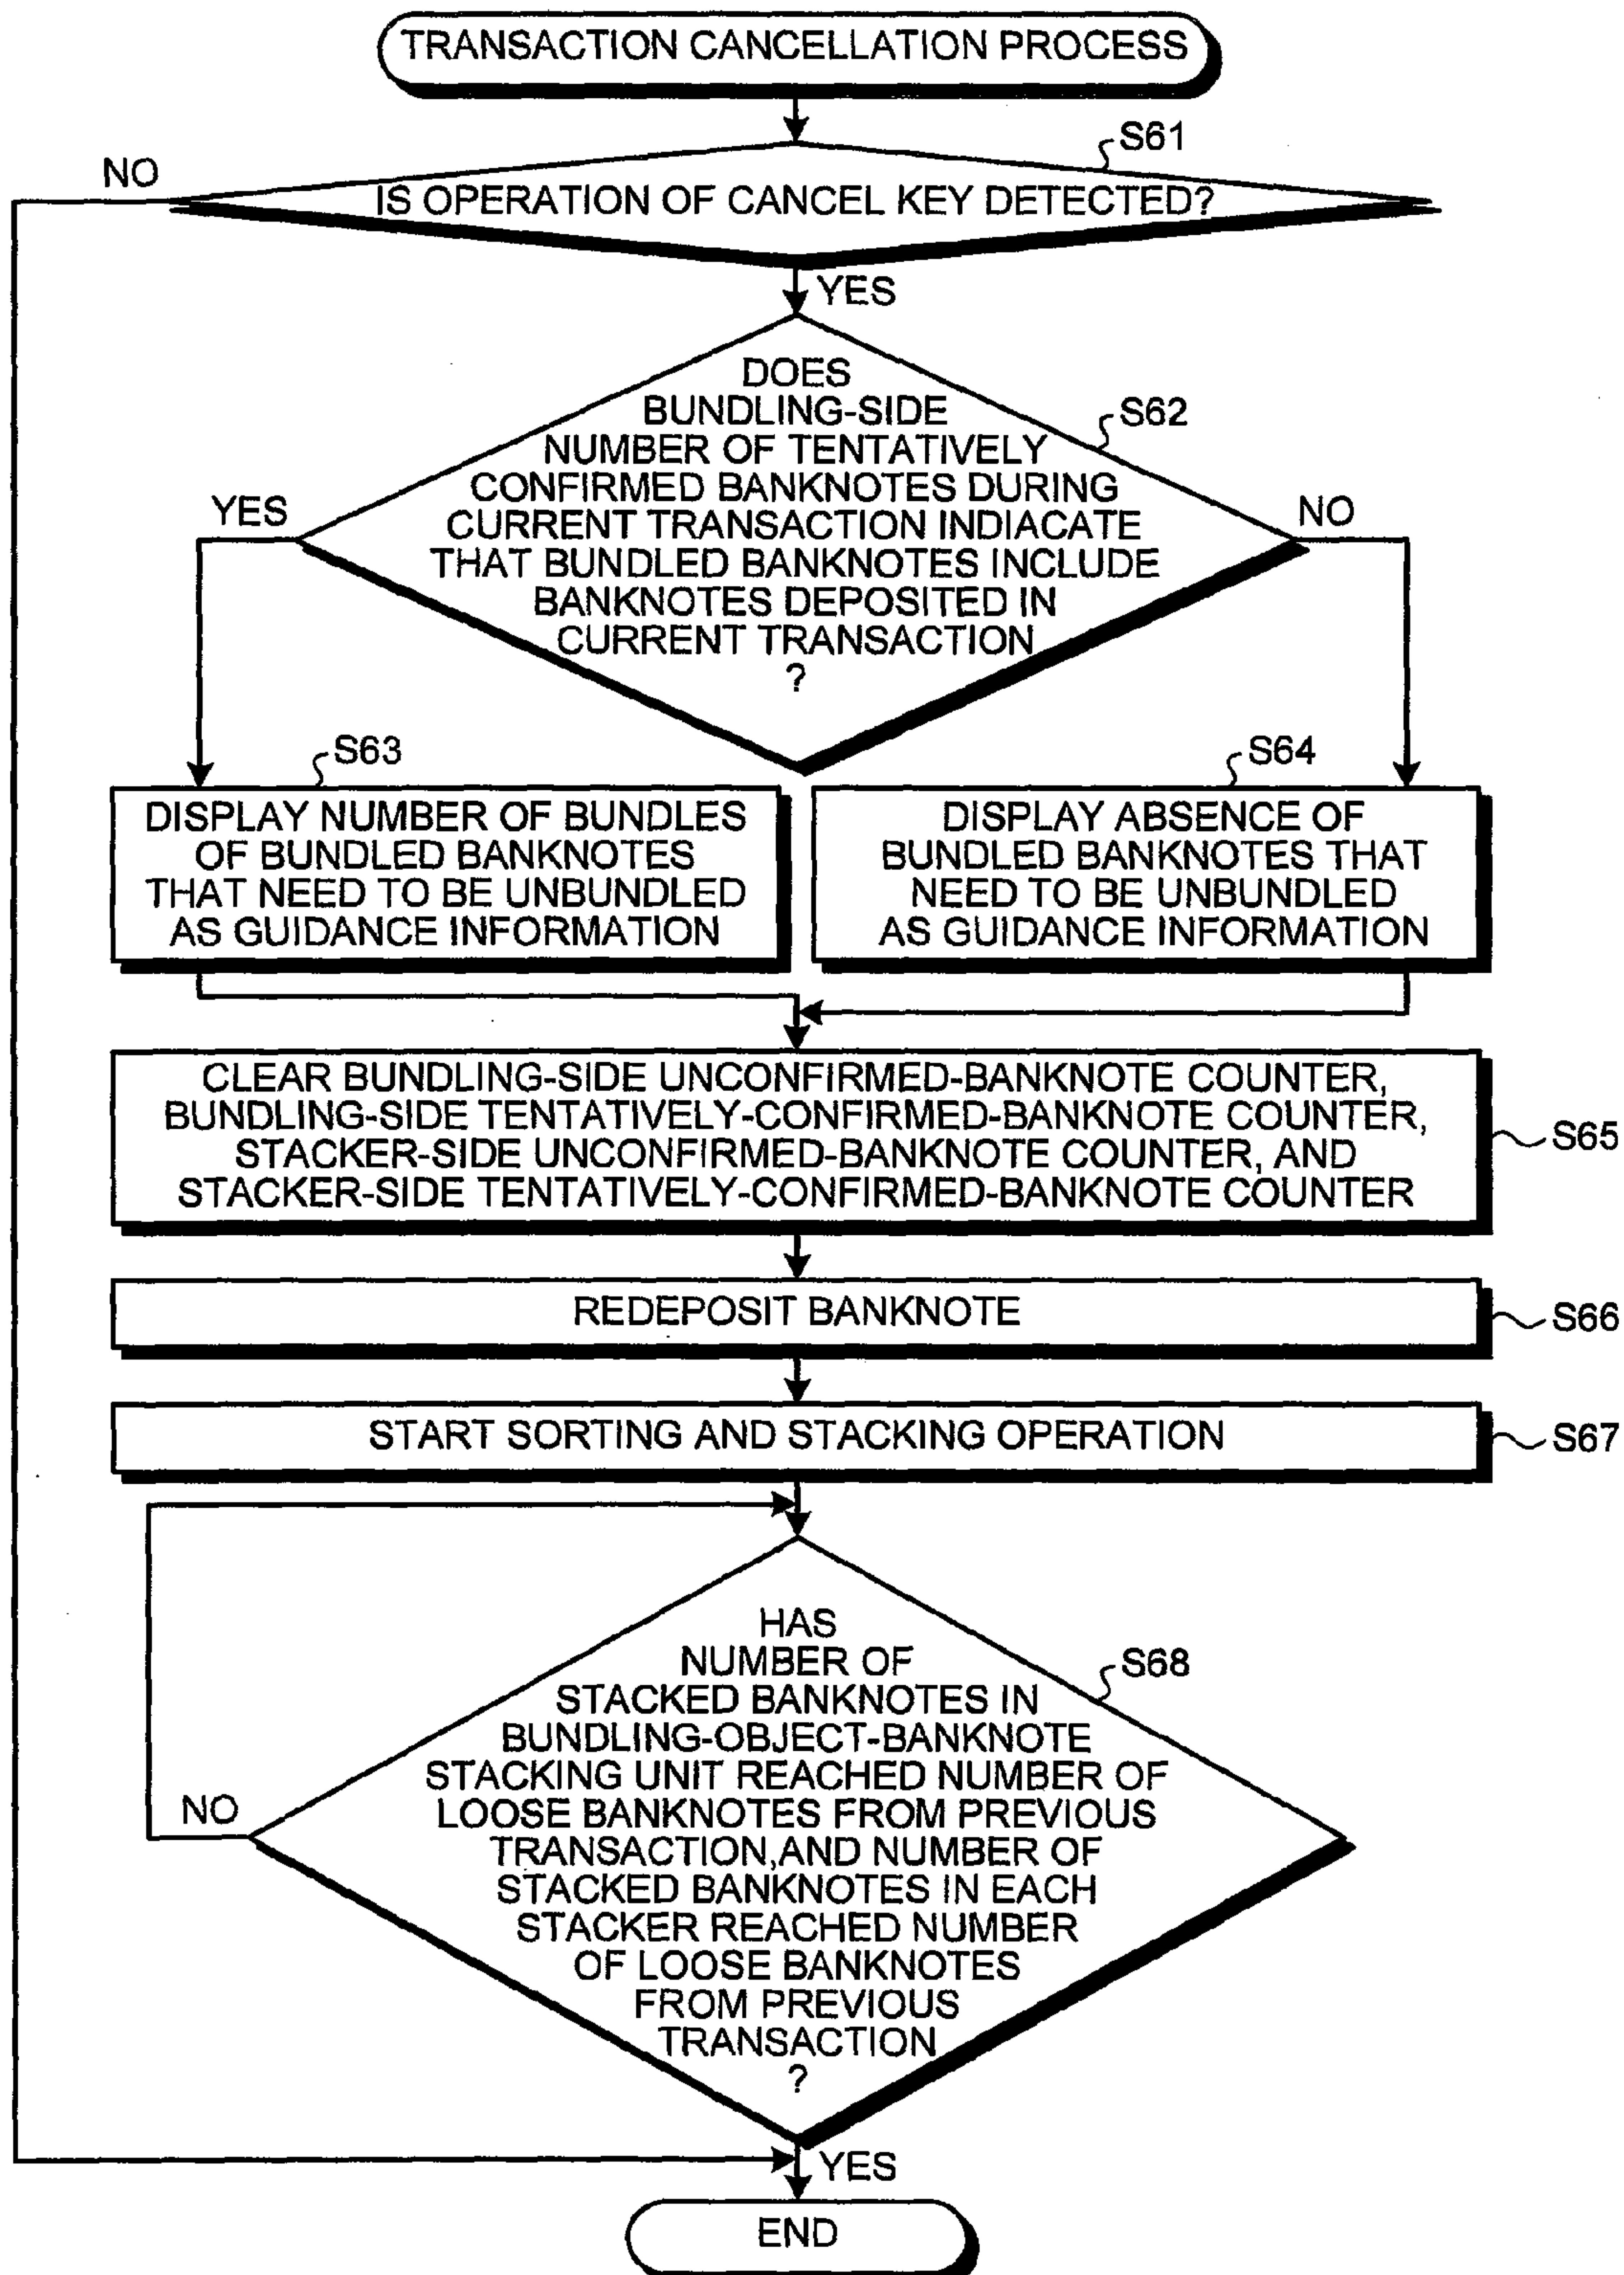 TRANSACTION CANCELLATION PROCESS
S61
NO
IS OPERATION OF CANCEL KEY DETECTED?
YES
DOES
BUNDLING-SIDE
NUMBER OF TENTATIVELY
CONFIRMED BANKNOTES DURING
CURRENT TRANSACTION INDIACATE
THAT BUNDLED BANKNOTES INCLUDE
BANKNOTES DEPOSITED IN
CURRENT TRANSACTION
?
S62
YES
NO
S63
DISPLAY NUMBER OF BUNDLES
OF BUNDLED BANKNOTES
THAT NEED TO BE UNBUNDLED
AS GUIDANCE INFORMATION
S64
DISPLAY ABSENCE OF
BUNDLED BANKNOTES THAT
NEED TO BE UNBUNDLED
AS GUIDANCE INFORMATION
CLEAR BUNDLING-SIDE UNCONFIRMED-BANKNOTE COUNTER,
BUNDLING-SIDE TENTATIVELY-CONFIRMED-BANKNOTE COUNTER,
STACKER-SIDE UNCONFIRMED-BANKNOTE COUNTER, AND
STACKER-SIDE TENTATIVELY-CONFIRMED-BANKNOTE COUNTER
S65
REDEPOSIT BANKNOTE
S66
START SORTING AND STACKING OPERATION
S67
HAS
NUMBER OF
STACKED BANKNOTES IN
BUNDLING-OBJECT-BANKNOTE
STACKING UNIT REACHED NUMBER OF
LOOSE BANKNOTES FROM PREVIOUS
TRANSACTION,AND NUMBER OF
STACKED BANKNOTES IN EACH
STACKER REACHED NUMBER
OF LOOSE BANKNOTES
FROM PREVIOUS
TRANSACTION
?
S68
NO
YES
END